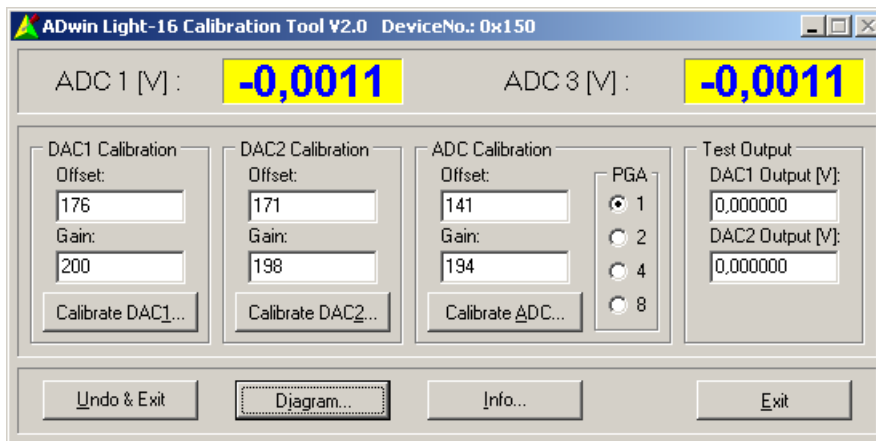 ADwin Light-16 Calibration Tool V2.0 DeviceNo.: 0x150
ADC 1 [V] : -0,0011 ADC 3 [V] : -0,0011
DAC1 Calibration
Offset:
176
Gain:
200
Calibrate DAC1...
DAC2 Calibration
Offset:
171
Gain:
198
Calibrate DAC2...
ADC Calibration
Offset:
141
Gain:
194
Calibrate ADC...
PGA
1
2
4
8
Test Output
DAC1 Output [V]:
0,000000
DAC2 Output [V]:
0,000000
Undo & Exit Diagram... Info... Exit